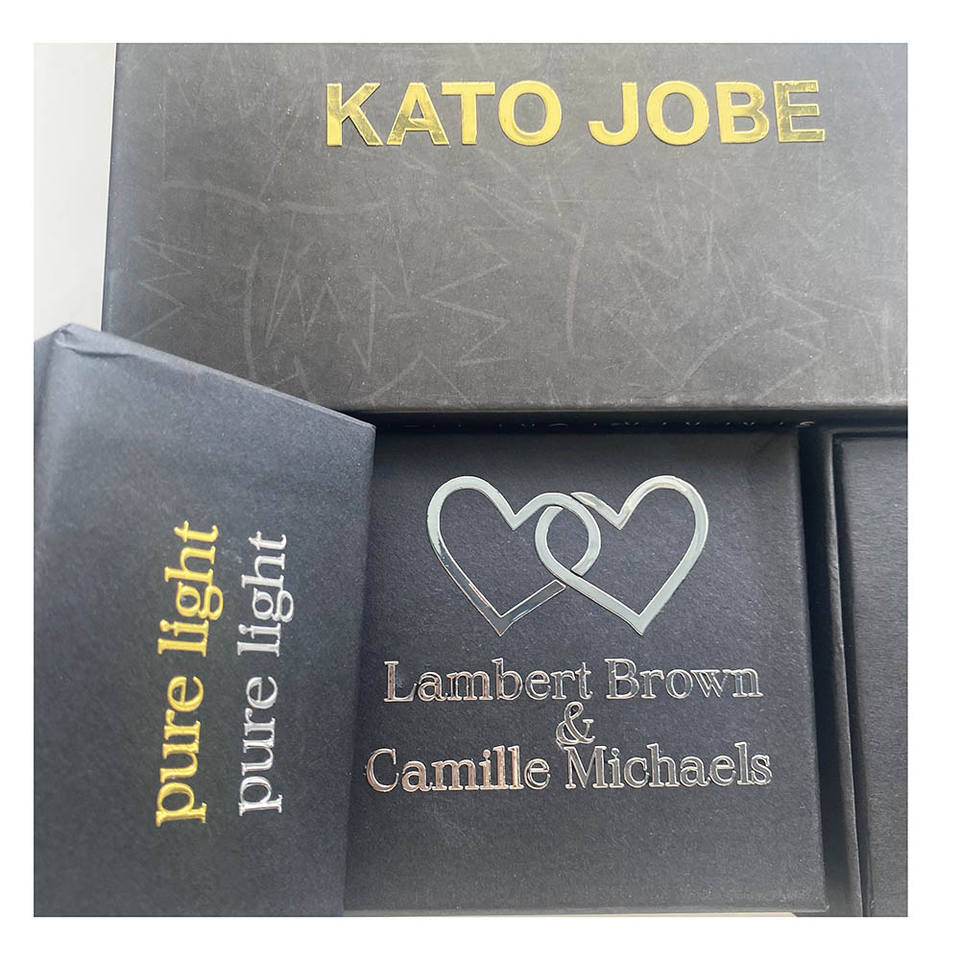 KATO JOBE
pure light
pure light
Lambert Brown
&
Camille Michaels